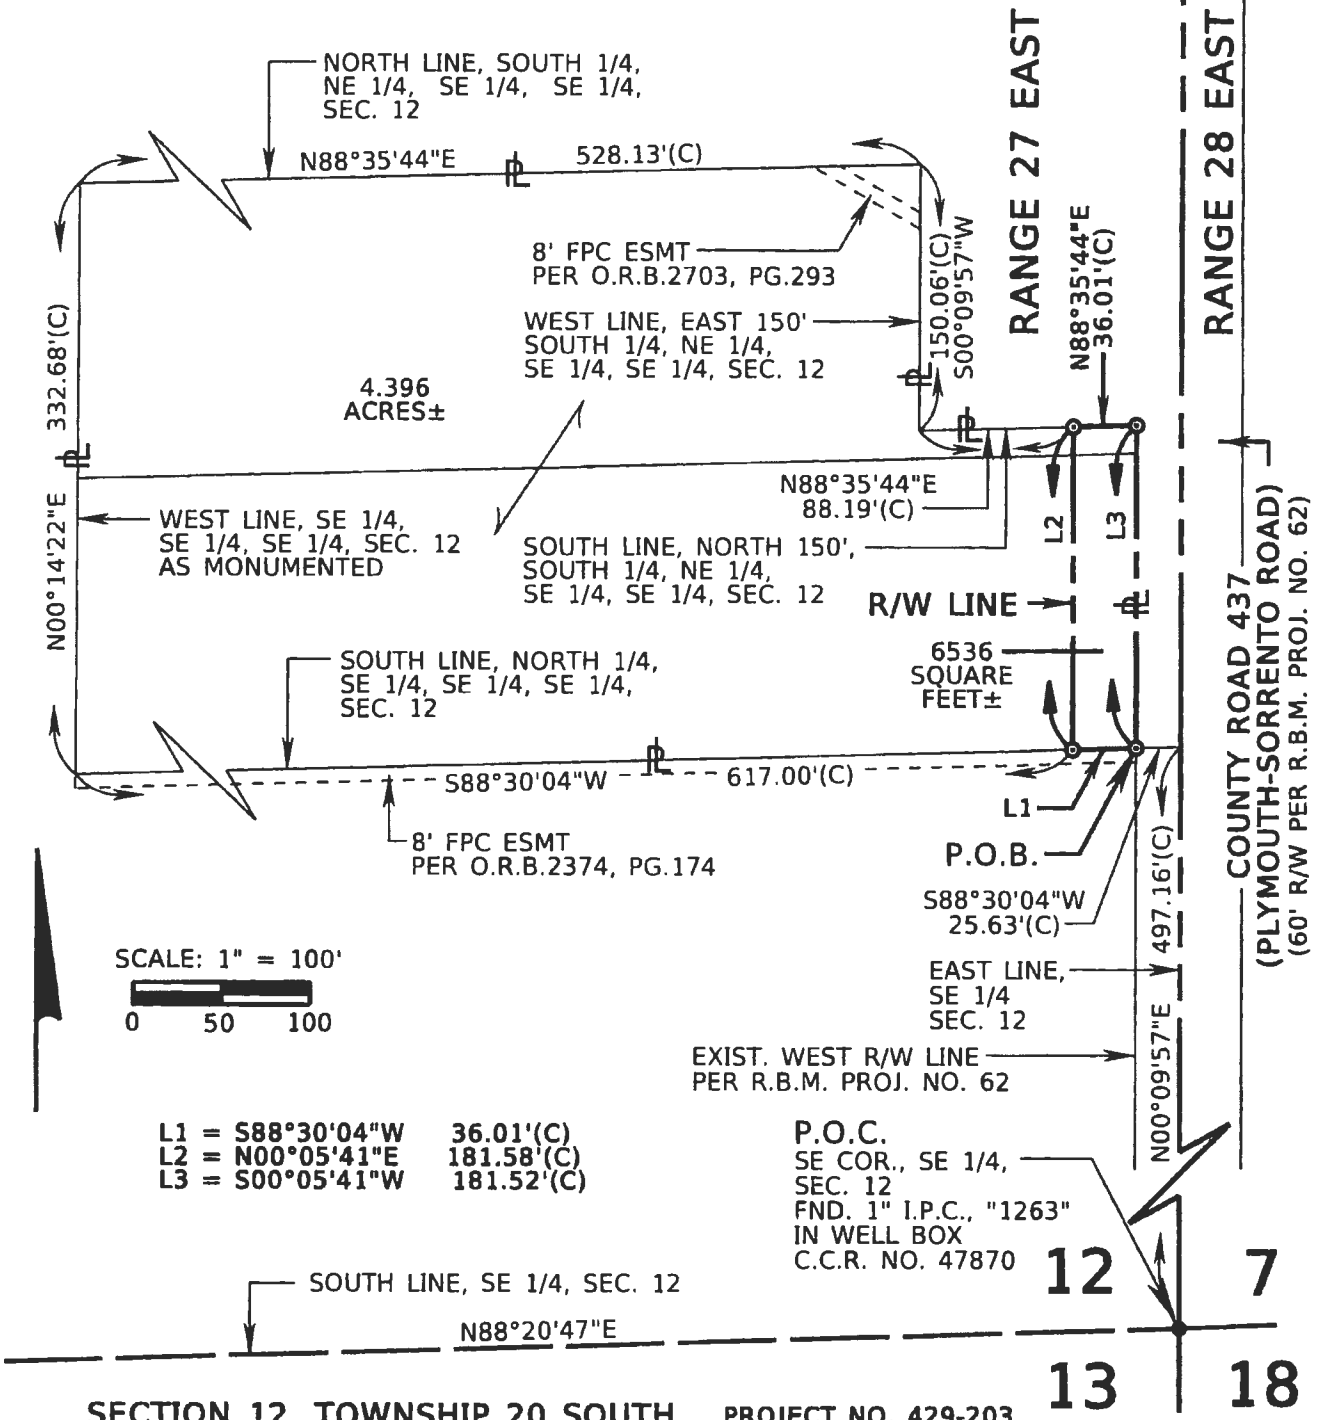 RANGE 27 EAST
RANGE 28 EAST
NORTH LINE, SOUTH 1/4,
NE 1/4, SE 1/4, SE 1/4,
SEC. 12
N88°35'44"E
528.13'(C)
8' FPC ESMT
PER O.R.B.2703, PG.293
150.06'(C)
S00°09'57"W
N88°35'44"E
36.01'(C)
WEST LINE, EAST 150'
SOUTH 1/4, NE 1/4,
SE 1/4, SE 1/4, SEC. 12
332.68'(C)
N00°14'22"E
4.396
ACRES±
N88°35'44"E
88.19'(C)
WEST LINE, SE 1/4,
SE 1/4, SE 1/4, SEC. 12
AS MONUMENTED
SOUTH LINE, NORTH 150',
SOUTH 1/4, NE 1/4,
SE 1/4, SE 1/4, SEC. 12
L2
L3
R/W LINE
6536
SQUARE
FEET±
COUNTY ROAD 437
(PLYMOUTH-SORRENTO ROAD)
(60' R/W PER R.B.M. PROJ. NO. 62)
SOUTH LINE, NORTH 1/4,
SE 1/4, SE 1/4, SE 1/4,
SEC. 12
S88°30'04"W
617.00'(C)
L1
P.O.B.
8' FPC ESMT
PER O.R.B.2374, PG.174
S88°30'04"W
25.63'(C)
497.16'(C)
N00°09'57"E
SCALE: 1" = 100'
0 50 100
EAST LINE,
SE 1/4
SEC. 12
EXIST. WEST R/W LINE
PER R.B.M. PROJ. NO. 62
L1 = S88°30'04"W 36.01'(C)
L2 = N00°05'41"E 181.58'(C)
L3 = S00°05'41"W 181.52'(C)
P.O.C.
SE COR., SE 1/4,
SEC. 12
FND. 1" I.P.C., "1263"
IN WELL BOX
C.C.R. NO. 47870
12
7
SOUTH LINE, SE 1/4, SEC. 12
N88°20'47"E
13
18
SECTION 12 TOWNSHIP 20 SOUTH PROJECT NO. 429-203